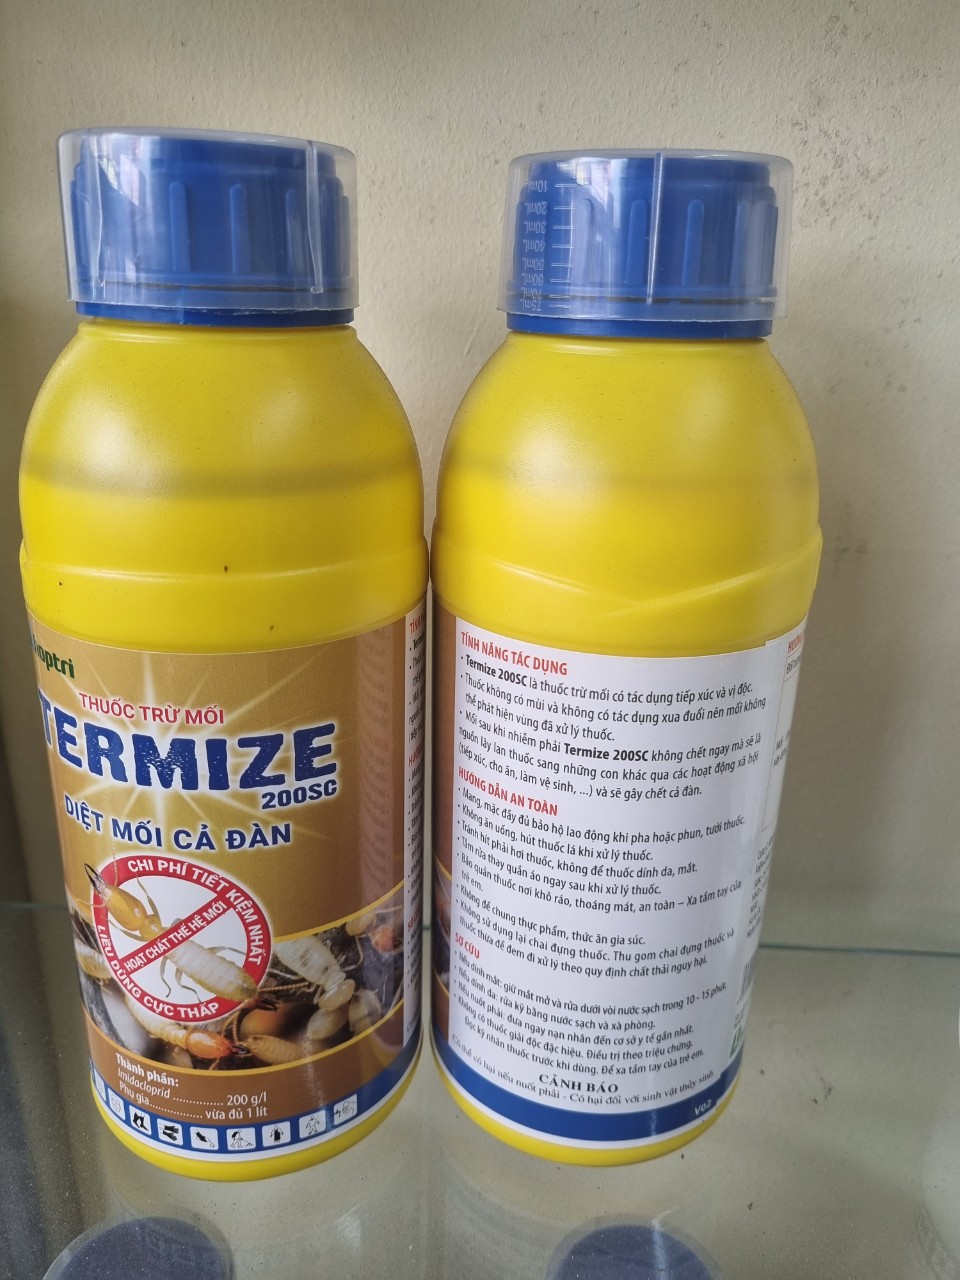 THUỐC TRỪ MỐI
TERMIZE
200SC
DIỆT MỐI CẢ ĐÀN
CHI PHÍ TIẾT KIỆM NHẤT
HOẠT CHẤT THẾ HỆ MỚI
LIỀU DÙNG CỰC THẤP
Thành phần:
Imidacloprid .............. 200 g/l
Phụ gia................ vừa đủ 1 lít
10mL
20mL
30mL
40mL
50mL
60mL
70mL
75mL
TÍNH NĂNG TÁC DỤNG
• Termize 200SC là thuốc trừ mối có tác dụng tiếp xúc và vị độc.
• Thuốc không có mùi và không có tác dụng xua đuổi nên mối không
thể phát hiện vùng đã xử lý thuốc.
• Mối sau khi nhiễm phải Termize 200SC không chết ngay mà sẽ là
nguồn lây lan thuốc sang những con khác qua các hoạt động xã hội
(tiếp xúc, cho ăn, làm vệ sinh, ...) và sẽ gây chết cả đàn.
HƯỚNG DẪN AN TOÀN
• Mang, mặc đầy đủ bảo hộ lao động khi pha hoặc phun, tưới thuốc.
• Không ăn uống, hút thuốc lá khi xử lý thuốc.
• Tránh hít phải hơi thuốc, không để thuốc dính da, mắt.
• Tắm rửa thay quần áo ngay sau khi xử lý thuốc.
• Bảo quản thuốc nơi khô ráo, thoáng mát, an toàn – Xa tầm tay của
trẻ em.
• Không để chung thực phẩm, thức ăn gia súc.
• Không sử dụng lại chai đựng thuốc. Thu gom chai đựng thuốc và
thuốc thừa để đem đi xử lý theo quy định chất thải nguy hại.
SƠ CỨU
• Nếu dính mắt: giữ mắt mở và rửa dưới vòi nước sạch trong 10 - 15 phút.
• Nếu dính da: rửa kỹ bằng nước sạch và xà phòng.
• Nếu nuốt phải: đưa ngay nạn nhân đến cơ sở y tế gần nhất.
• Không có thuốc giải độc đặc hiệu. Điều trị theo triệu chứng.
Đọc kỹ nhãn thuốc trước khi dùng. Để xa tầm tay của trẻ em.
CẢNH BÁO
Có thể có hại nếu nuốt phải - Có hại đối với sinh vật thủy sinh
V02